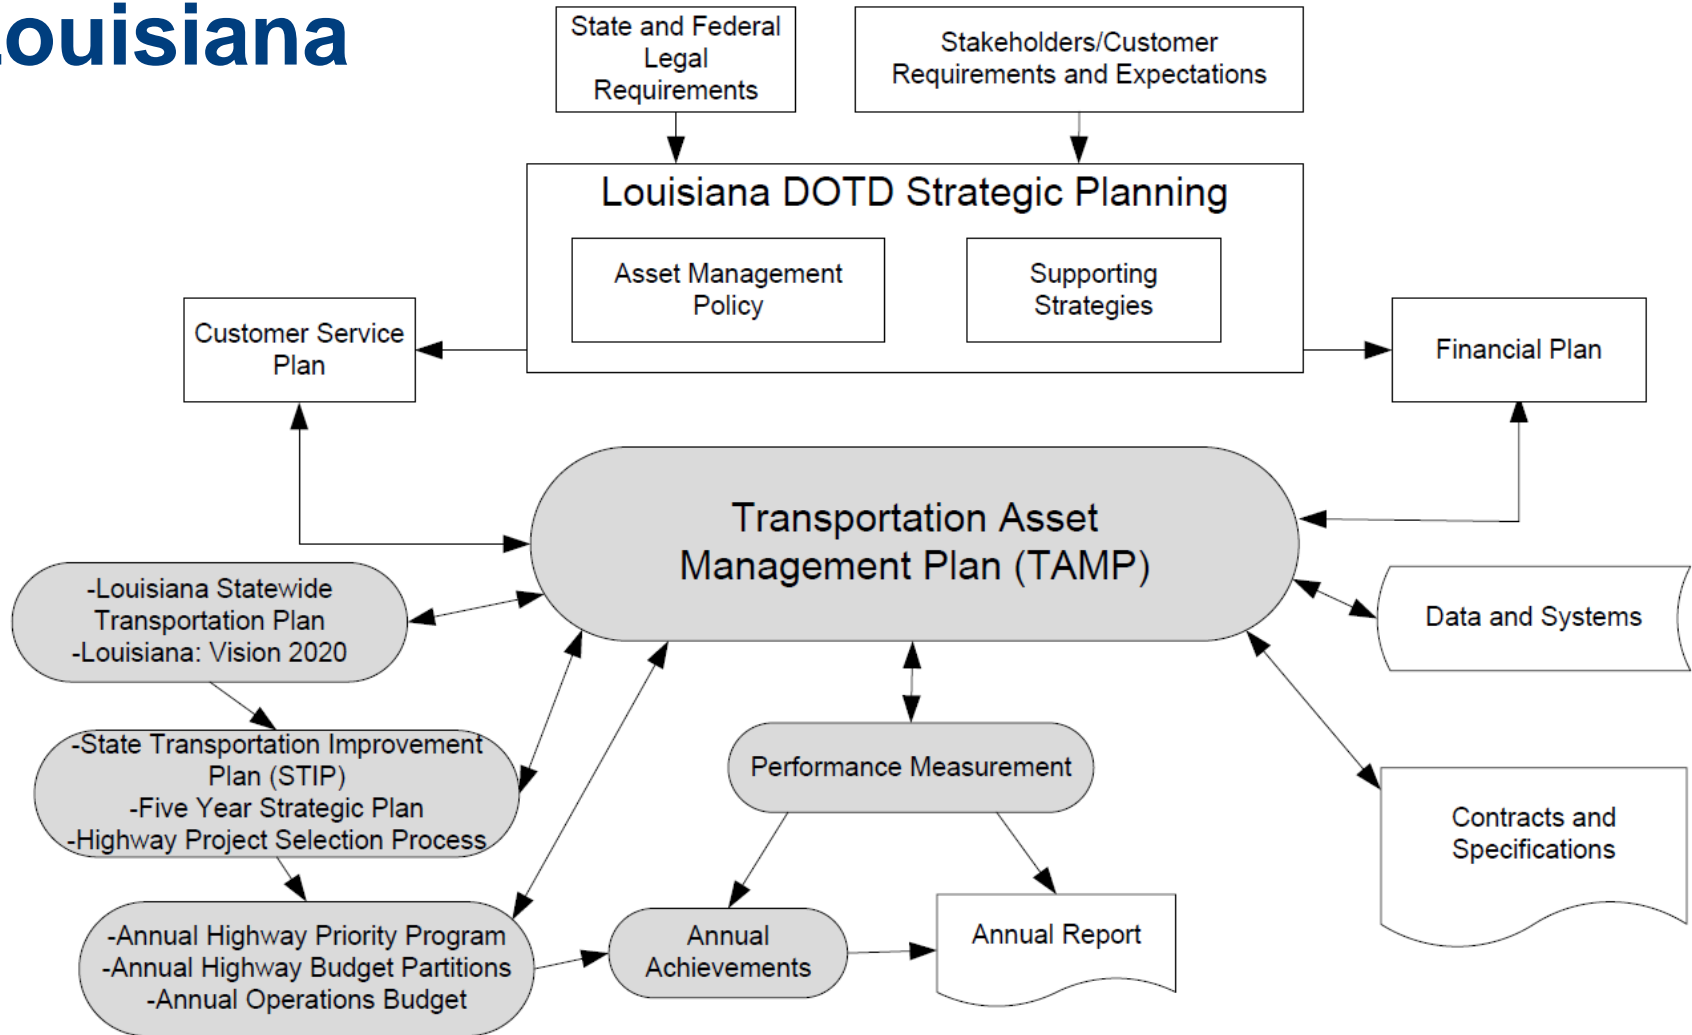 ouisiana
State and Federal
Legal
Requirements
Stakeholders/Customer
Requirements and Expectations
Louisiana DOTD Strategic Planning
Asset Management
Policy
Supporting
Strategies
Customer Service
Plan
Financial Plan
Transportation Asset
Management Plan (TAMP)
-Louisiana Statewide
Transportation Plan
-Louisiana: Vision 2020
Data and Systems
-State Transportation Improvement
Plan (STIP)
-Five Year Strategic Plan
-Highway Project Selection Process
Performance Measurement
Contracts and
Specifications
-Annual Highway Priority Program
-Annual Highway Budget Partitions
-Annual Operations Budget
Annual
Achievements
Annual Report